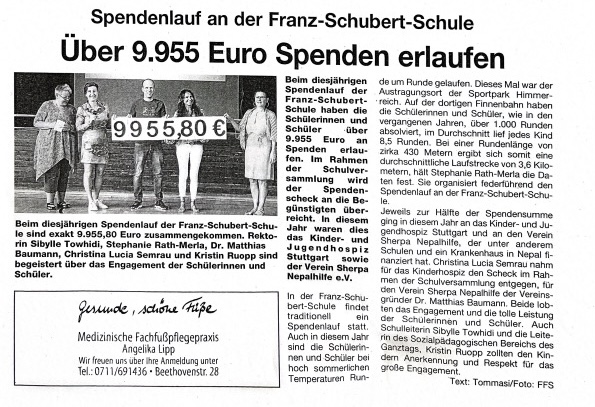 Spendenlauf an der Franz-Schubert-Schule
Über 9.955 Euro Spenden erlaufen
9955,80 €
Beim diesjährigen Spendenlauf der Franz-Schubert-Schu-
le sind exakt 9.955,80 Euro zusammengekommen. Rekto-
rin Sibylle Towhidi, Stephanie Rath-Merla, Dr. Matthias
Baumann, Christina Lucia Semrau und Kristin Ruopp sind
begeistert über das Engagement der Schülerinnen und
Schüler.
Gesunde, schöne Füße
Medizinische Fachfußpflegepraxis
Angelika Lipp
Wir freuen uns über Ihre Anmeldung unter
Tel.: 0711/691436 • Beethovenstr. 28
Beim diesjährigen
Spendenlauf der
Franz-Schubert-
Schule haben die
Schülerinnen und
Schüler über
9.955 Euro an
Spenden erlau-
fen. Im Rahmen
der Schulver-
sammlung wird
der Spenden-
scheck an die Be-
günstigten über-
reicht. In diesem
Jahr waren dies
das Kinder- und
Jugendhospiz
Stuttgart sowie
der Verein Sherpa
Nepalhilfe e.V.
In der Franz-Schu-
bert-Schule findet
traditionell ein
Spendenlauf statt.
Auch in diesem Jahr
sind die Schülerin-
nen und Schüler bei
hoch sommerlichen
Temperaturen Run-
de um Runde gelaufen. Dieses Mal war der
Austragungsort der Sportpark Himmer-
reich. Auf der dortigen Finnenbahn haben
die Schülerinnen und Schüler, wie in den
vergangenen Jahren, über 1.000 Runden
absolviert, im Durchschnitt lief jedes Kind
8,5 Runden. Bei einer Rundenlänge von
zirka 430 Metern ergibt sich somit eine
durchschnittliche Laufstrecke von 3,6 Kilo-
metern, hält Stephanie Rath-Merla die Da-
ten fest. Sie organisiert federführend den
Spendenlauf an der Franz-Schubert-Schu-
le.
Jeweils zur Hälfte der Spendensumme
ging in diesem Jahr an das Kinder- und Ju-
gendhospiz Stuttgart und an den Verein
Sherpa Nepalhilfe, der unter anderem
Schulen und ein Krankenhaus in Nepal fi-
nanziert hat. Christina Lucia Semrau nahm
für das Kinderhospiz den Scheck im Rah-
men der Schulversammlung entgegen, für
den Verein Sherpa Nepalhilfe der Vereins-
gründer Dr. Matthias Baumann. Beide lob-
ten das Engagement und die tolle Leistung
der Schülerinnen und Schüler. Auch
Schulleiterin Sibylle Towhidi und die Leite-
rin des Sozialpädagogischen Bereichs des
Ganztags, Kristin Ruopp zollten den Kin-
dern Anerkennung und Respekt für das
große Engagement.
Text: Tommasi/Foto: FFS